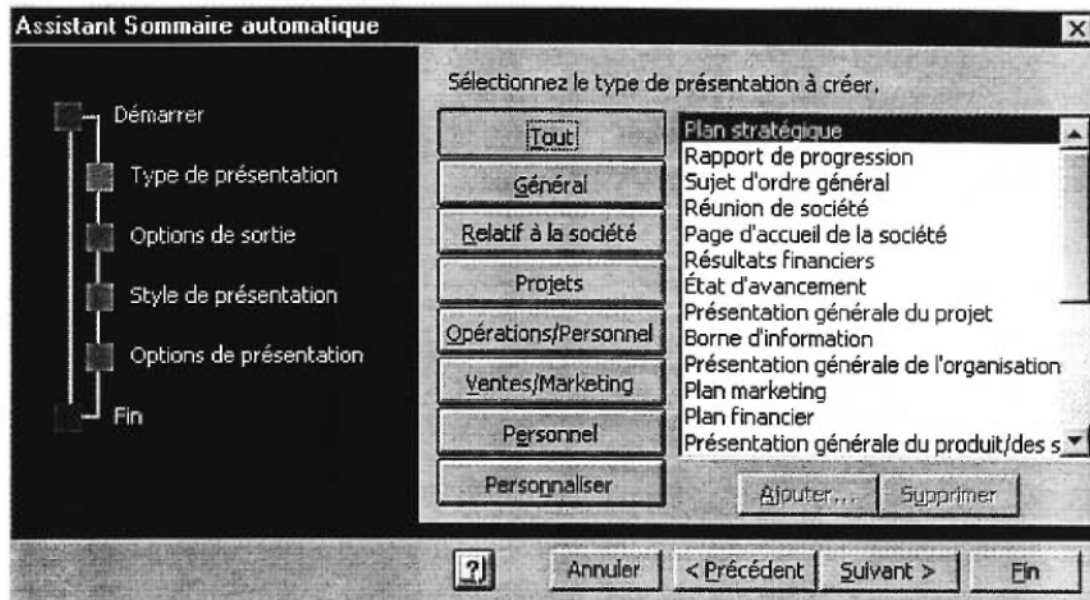 Assistant Sommaire automatique
Démarrer
Type de présentation
Options de sortie
Style de présentation
Options de présentation
Fin
Sélectionnez le type de présentation à créer.
Tout
Général
Relatif à la société
Projets
Opérations/Personnel
Ventes/Marketing
Personnel
Personnaliser
Plan stratégique
Rapport de progression
Sujet d'ordre général
Réunion de société
Page d'accueil de la société
Résultats financiers
État d'avancement
Présentation générale du projet
Borne d'information
Présentation générale de l'organisation
Plan marketing
Plan financier
Présentation générale du produit/des s
Ajouter...
Supprimer
?
Annuler
< Précédent
Suivant >
Fin